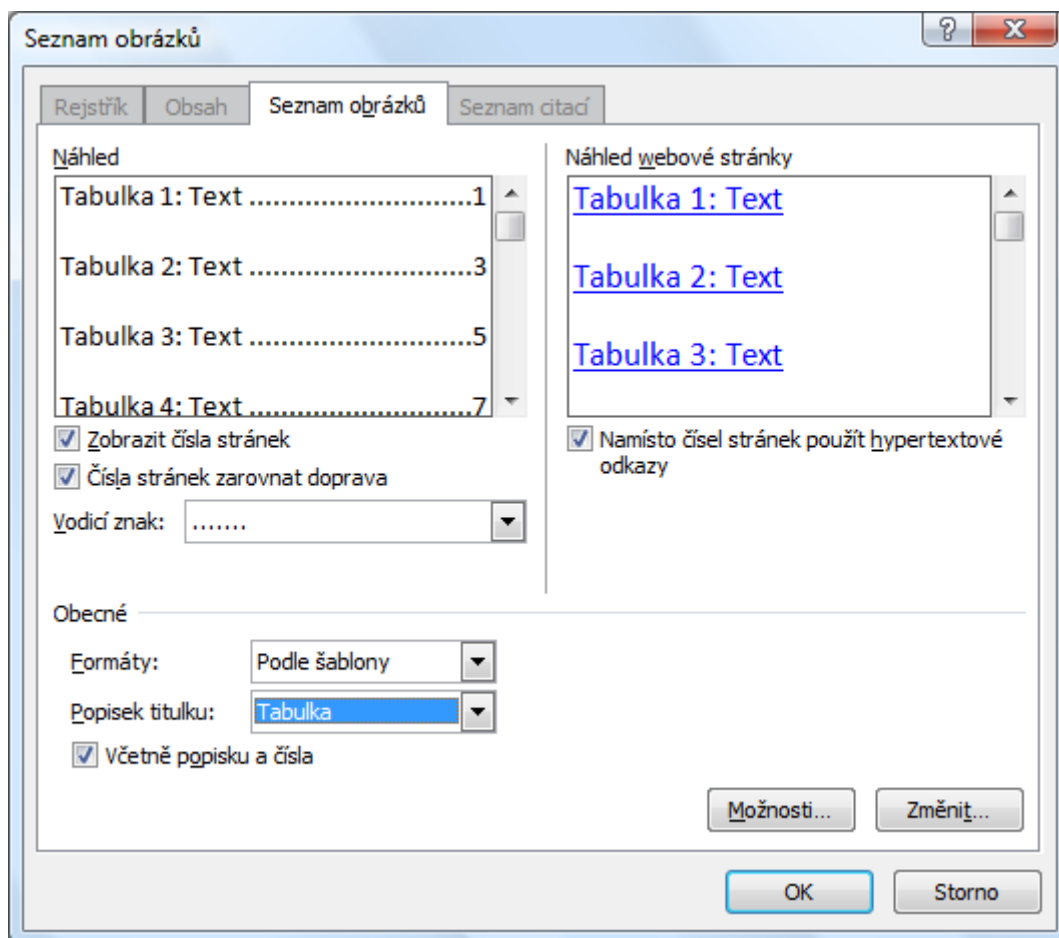 Seznam obrázků
Rejstřík
Obsah
Seznam obrázků
Seznam citací
Náhled
Tabulka 1: Text ................................1
Tabulka 2: Text ................................3
Tabulka 3: Text ................................5
Tabulka 4: Text ................................7
Zobrazit čísla stránek
Čísla stránek zarovnat doprava
Vodicí znak: .......
Náhled webové stránky
Tabulka 1: Text
Tabulka 2: Text
Tabulka 3: Text
Namísto čísel stránek použít hypertextové
odkazy
Obecné
Formáty: Podle šablony
Popisek titulku: Tabulka
Včetně popisku a čísla
Možnosti... Změnit...
OK Storno